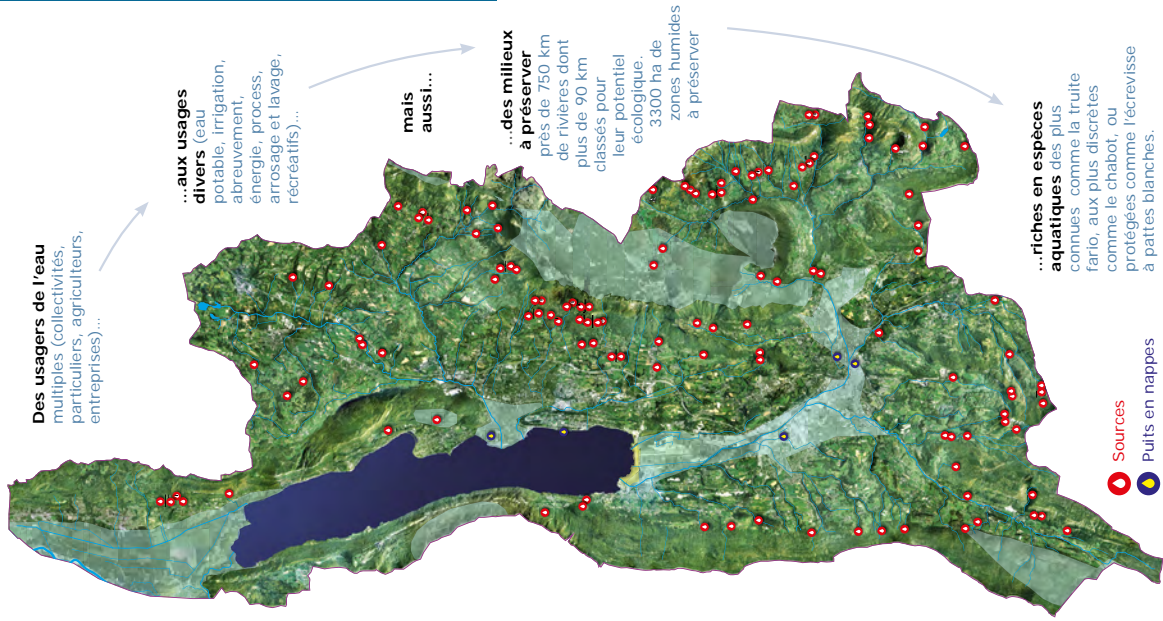 Des usagers de l'eau
multiples (collectivités,
particuliers, agriculteurs,
entreprises)...
...aux usages
divers (eau
potable, irrigation,
abreuvement,
énergie, process,
arrosage et lavage,
récréatifs)...
mais
aussi...
...des milieux
à préserver
près de 750 km
de rivières dont
plus de 90 km
classés pour
leur potentiel
écologique.
3300 ha de
zones humides
à préserver
...riches en espèces
aquatiques des plus
connues comme la truite
fario, aux plus discrètes
comme le chabot, ou
protégées comme l'écrevisse
à pattes blanches.
Sources
Puits en nappes